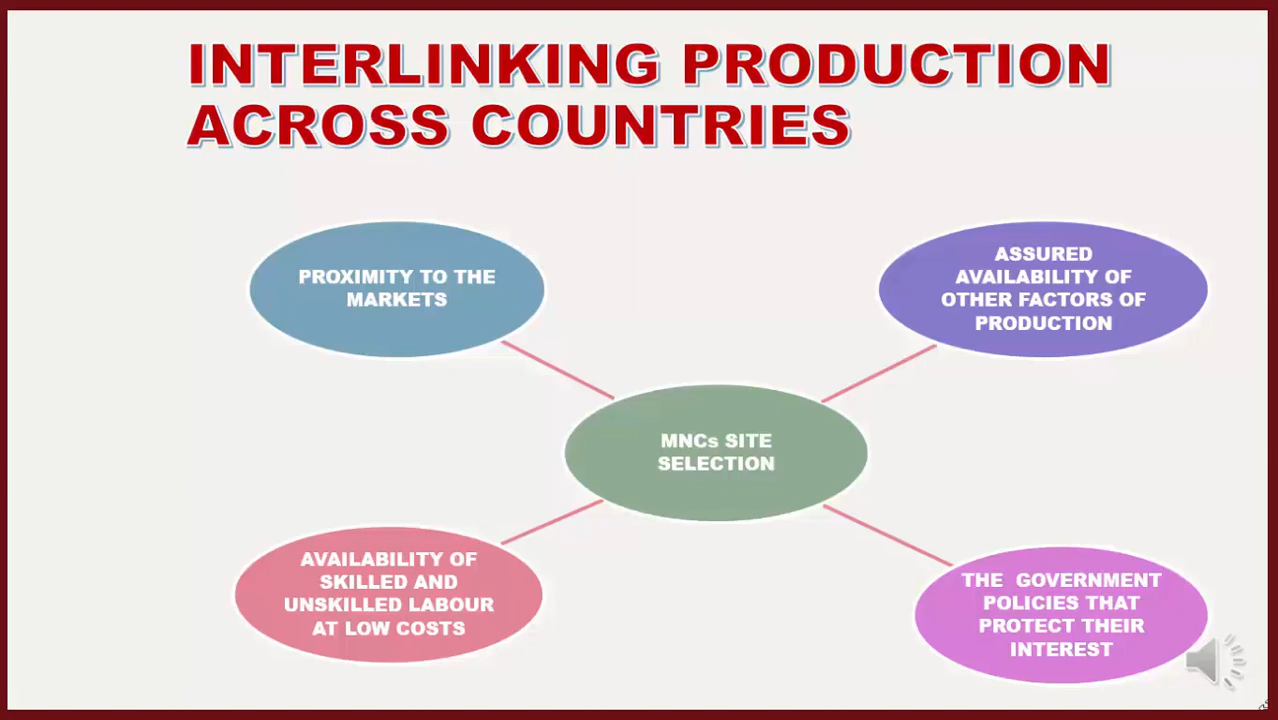 INTERLINKING PRODUCTION
ACROSS COUNTRIES
PROXIMITY TO THE
MARKETS
ASSURED
AVAILABILITY OF
OTHER FACTORS OF
PRODUCTION
MNCs SITE
SELECTION
AVAILABILITY OF
SKILLED AND
UNSKILLED LABOUR
AT LOW COSTS
THE GOVERNMENT
POLICIES THAT
PROTECT THEIR
INTEREST